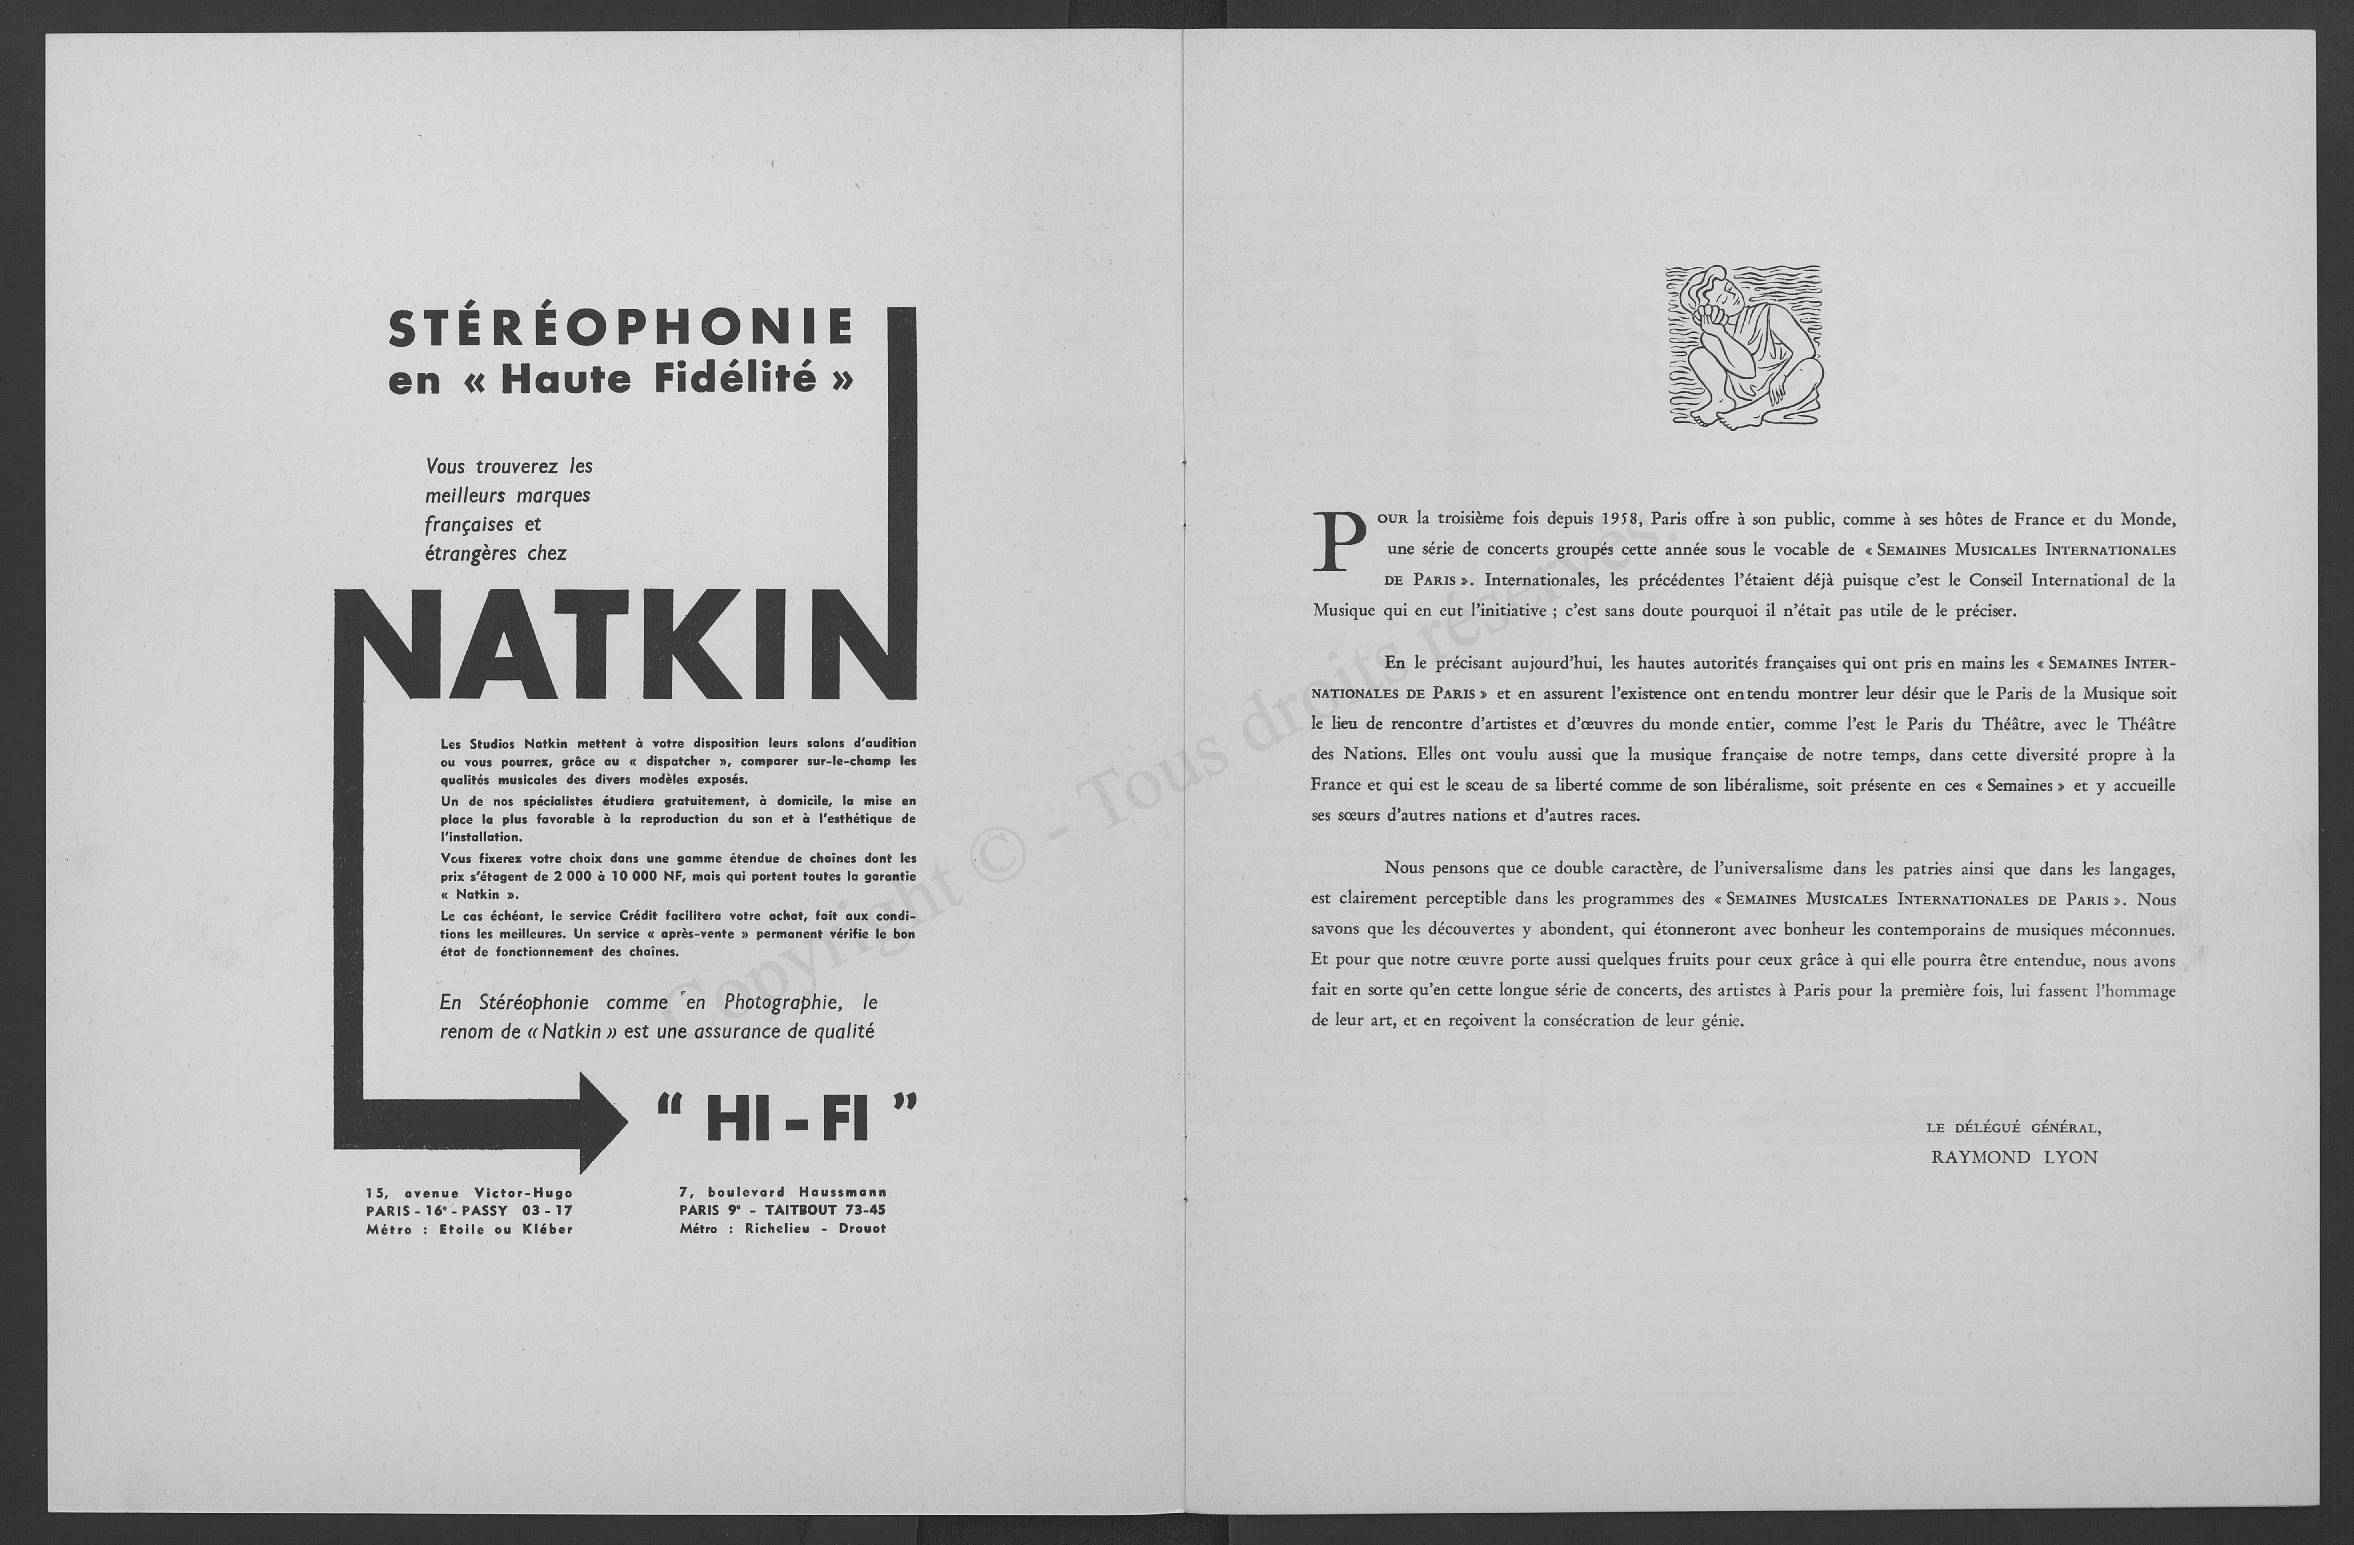 STÉRÉOPHONIE
en « Haute Fidélité »
Vous trouverez les
meilleurs marques
françaises et
étrangères chez
NATKIN
Les Studios Natkin mettent à votre disposition leurs salons d'audition
ou vous pourrez, grâce au « dispatcher », comparer sur-le-champ les
qualités musicales des divers modèles exposés.
Un de nos spécialistes étudiera gratuitement, à domicile, la mise en
place la plus favorable à la reproduction du son et à l'esthétique de
l'installation.
Vous fixerez votre choix dans une gamme étendue de chaînes dont les
prix s'étagent de 2 000 à 10 000 NF, mais qui portent toutes la garantie
« Natkin ».
Le cas échéant, le service Crédit facilitera votre achat, fait aux condi-
tions les meilleures. Un service « après-vente » permanent vérifie le bon
état de fonctionnement des chaînes.
En Stéréophonie comme en Photographie, le
renom de « Natkin » est une assurance de qualité
" HI - FI "
15, avenue Victor-Hugo
PARIS - 16e - PASSY 03 - 17
Métro : Etoile ou Kléber
7, boulevard Haussmann
PARIS 9e - TAITBOUT 73-45
Métro : Richelieu - Drouot
POUR la troisième fois depuis 1958, Paris offre à son public, comme à ses hôtes de France et du Monde,
une série de concerts groupés cette année sous le vocable de « SEMAINES MUSICALES INTERNATIONALES
DE PARIS ». Internationales, les précédentes l'étaient déjà puisque c'est le Conseil International de la
Musique qui en eut l'initiative ; c'est sans doute pourquoi il n'était pas utile de le préciser.
En le précisant aujourd'hui, les hautes autorités françaises qui ont pris en mains les « SEMAINES INTER-
NATIONALES DE PARIS » et en assurent l'existence ont entendu montrer leur désir que le Paris de la Musique soit
le lieu de rencontre d'artistes et d'œuvres du monde entier, comme l'est le Paris du Théâtre, avec le Théâtre
des Nations. Elles ont voulu aussi que la musique française de notre temps, dans cette diversité propre à la
France et qui est le sceau de sa liberté comme de son libéralisme, soit présente en ces « Semaines » et y accueille
ses sœurs d'autres nations et d'autres races.
Nous pensons que ce double caractère, de l'universalisme dans les patries ainsi que dans les langages,
est clairement perceptible dans les programmes des « SEMAINES MUSICALES INTERNATIONALES DE PARIS ». Nous
savons que les découvertes y abondent, qui étonneront avec bonheur les contemporains de musiques méconnues.
Et pour que notre œuvre porte aussi quelques fruits pour ceux grâce à qui elle pourra être entendue, nous avons
fait en sorte qu'en cette longue série de concerts, des artistes à Paris pour la première fois, lui fassent l'hommage
de leur art, et en reçoivent la consécration de leur génie.
LE DÉLÉGUÉ GÉNÉRAL,
RAYMOND LYON
Copyright © - Tous droits réservés.